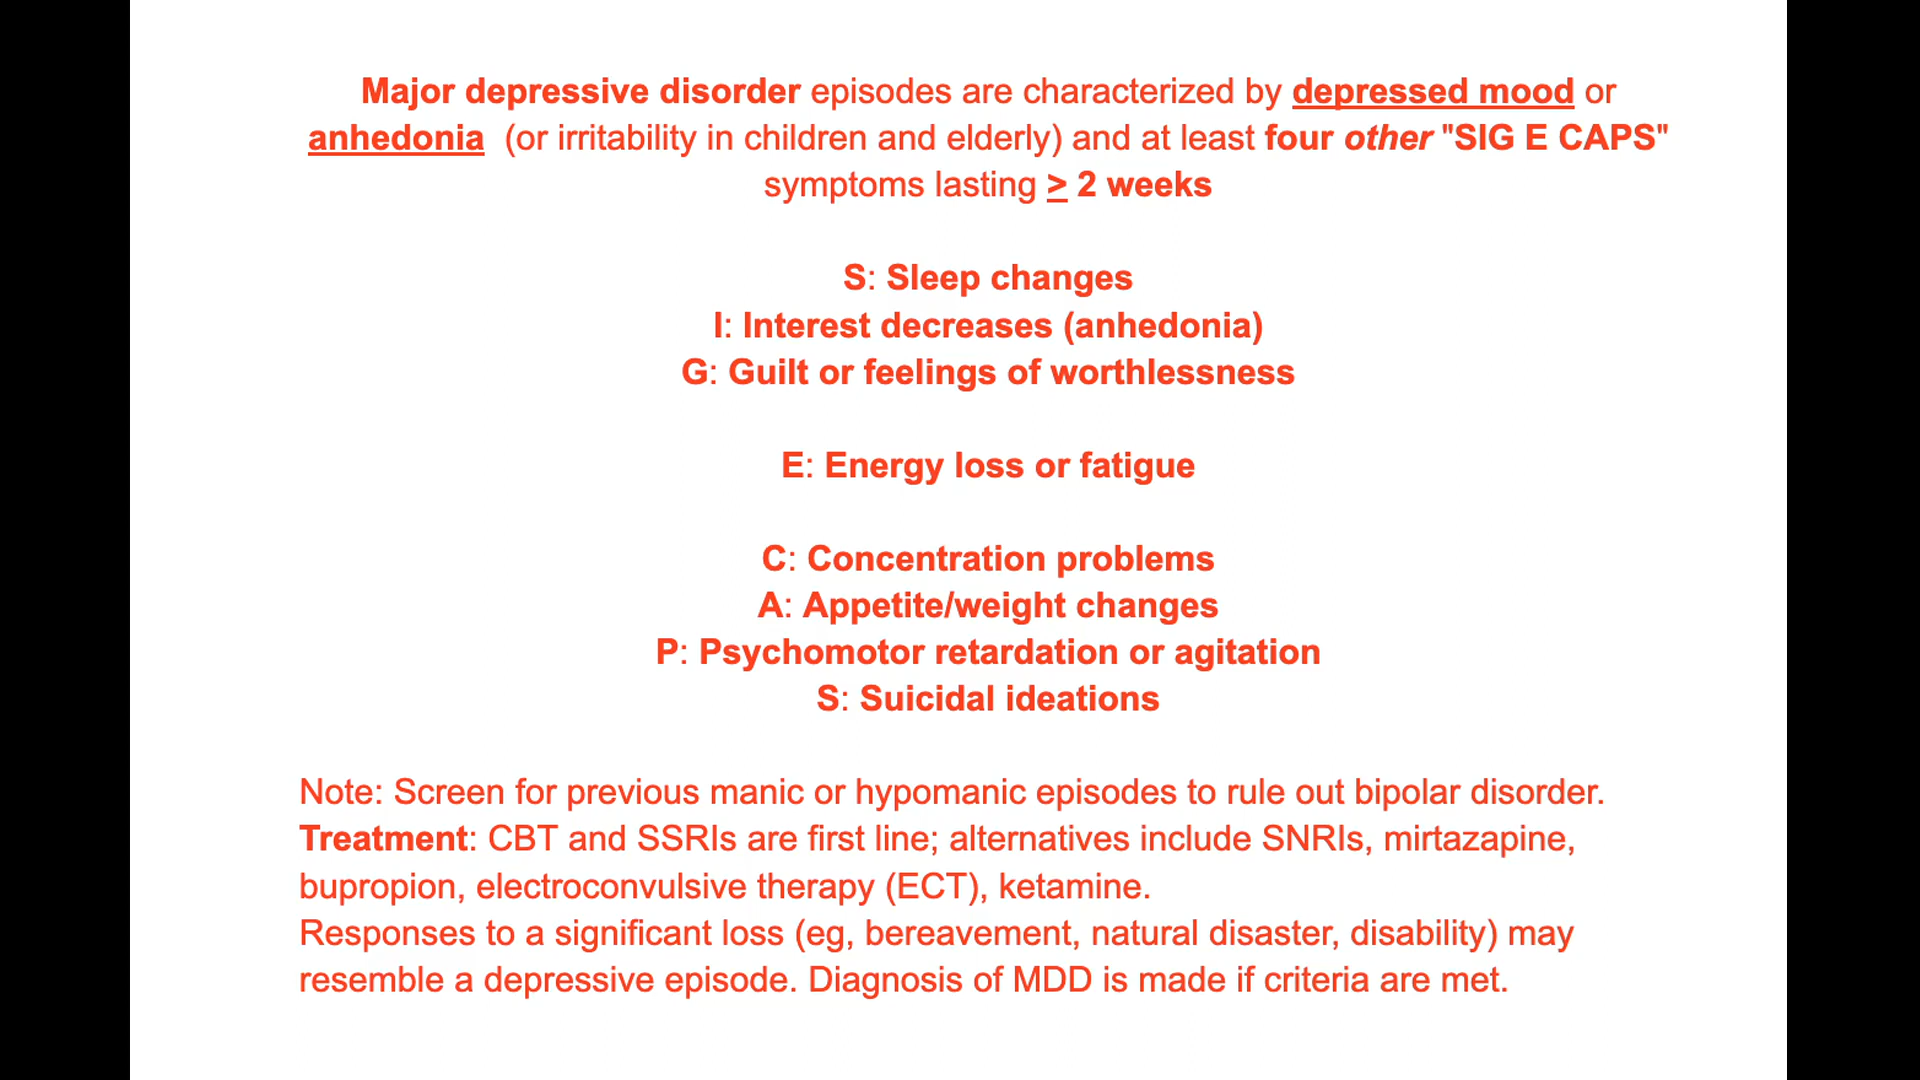 Major depressive disorder episodes are characterized by depressed mood or
anhedonia (or irritability in children and elderly) and at least four other "SIG E CAPS"
symptoms lasting ≥ 2 weeks
S: Sleep changes
I: Interest decreases (anhedonia)
G: Guilt or feelings of worthlessness
E: Energy loss or fatigue
C: Concentration problems
A: Appetite/weight changes
P: Psychomotor retardation or agitation
S: Suicidal ideations
Note: Screen for previous manic or hypomanic episodes to rule out bipolar disorder.
Treatment: CBT and SSRIs are first line; alternatives include SNRIs, mirtazapine,
bupropion, electroconvulsive therapy (ECT), ketamine.
Responses to a significant loss (eg, bereavement, natural disaster, disability) may
resemble a depressive episode. Diagnosis of MDD is made if criteria are met.